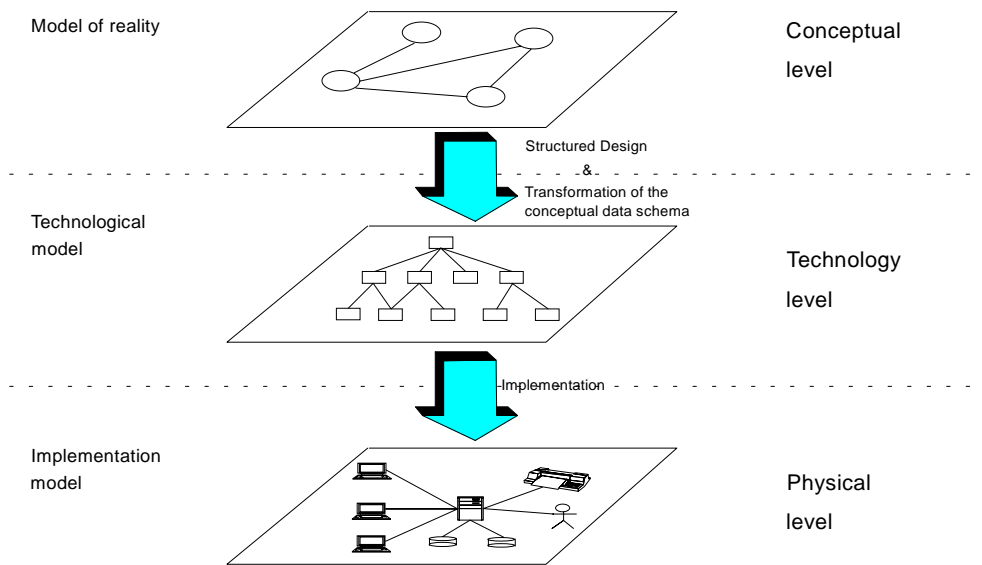 Model of reality
Conceptual
level
Structured Design
&
Transformation of the
conceptual data schema
Technological
model
Technology
level
Implementation
Implementation
model
Physical
level